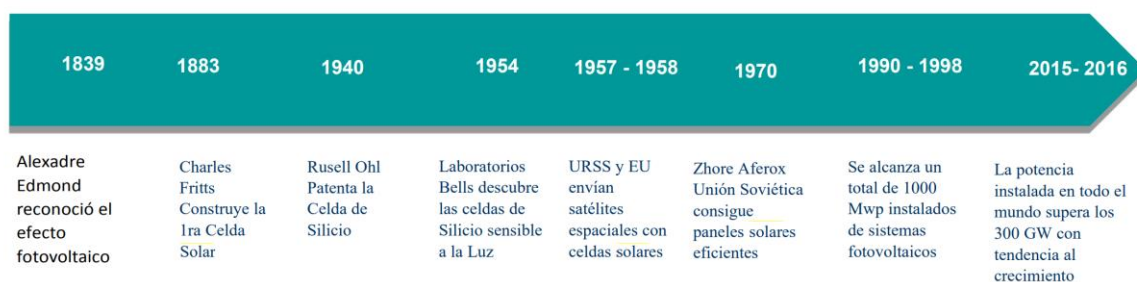 1839
1883
1940
1954
1957 - 1958
1970
1990 - 1998
2015- 2016
Alexadre
Edmond
reconoció el
efecto
fotovoltaico
Charles
Fritts
Construye la
1ra Celda
Solar
Rusell Ohl
Patenta la
Celda de
Silicio
Laboratorios
Bells descubre
las celdas de
Silicio sensible
a la Luz
URSS y EU
envían
satélites
espaciales con
celdas solares
Zhore Aferox
Unión Soviética
consigue
paneles solares
eficientes
Se alcanza un
total de 1000
Mwp instalados
de sistemas
fotovoltaicos
La potencia
instalada en todo el
mundo supera los
300 GW con
tendencia al
crecimiento